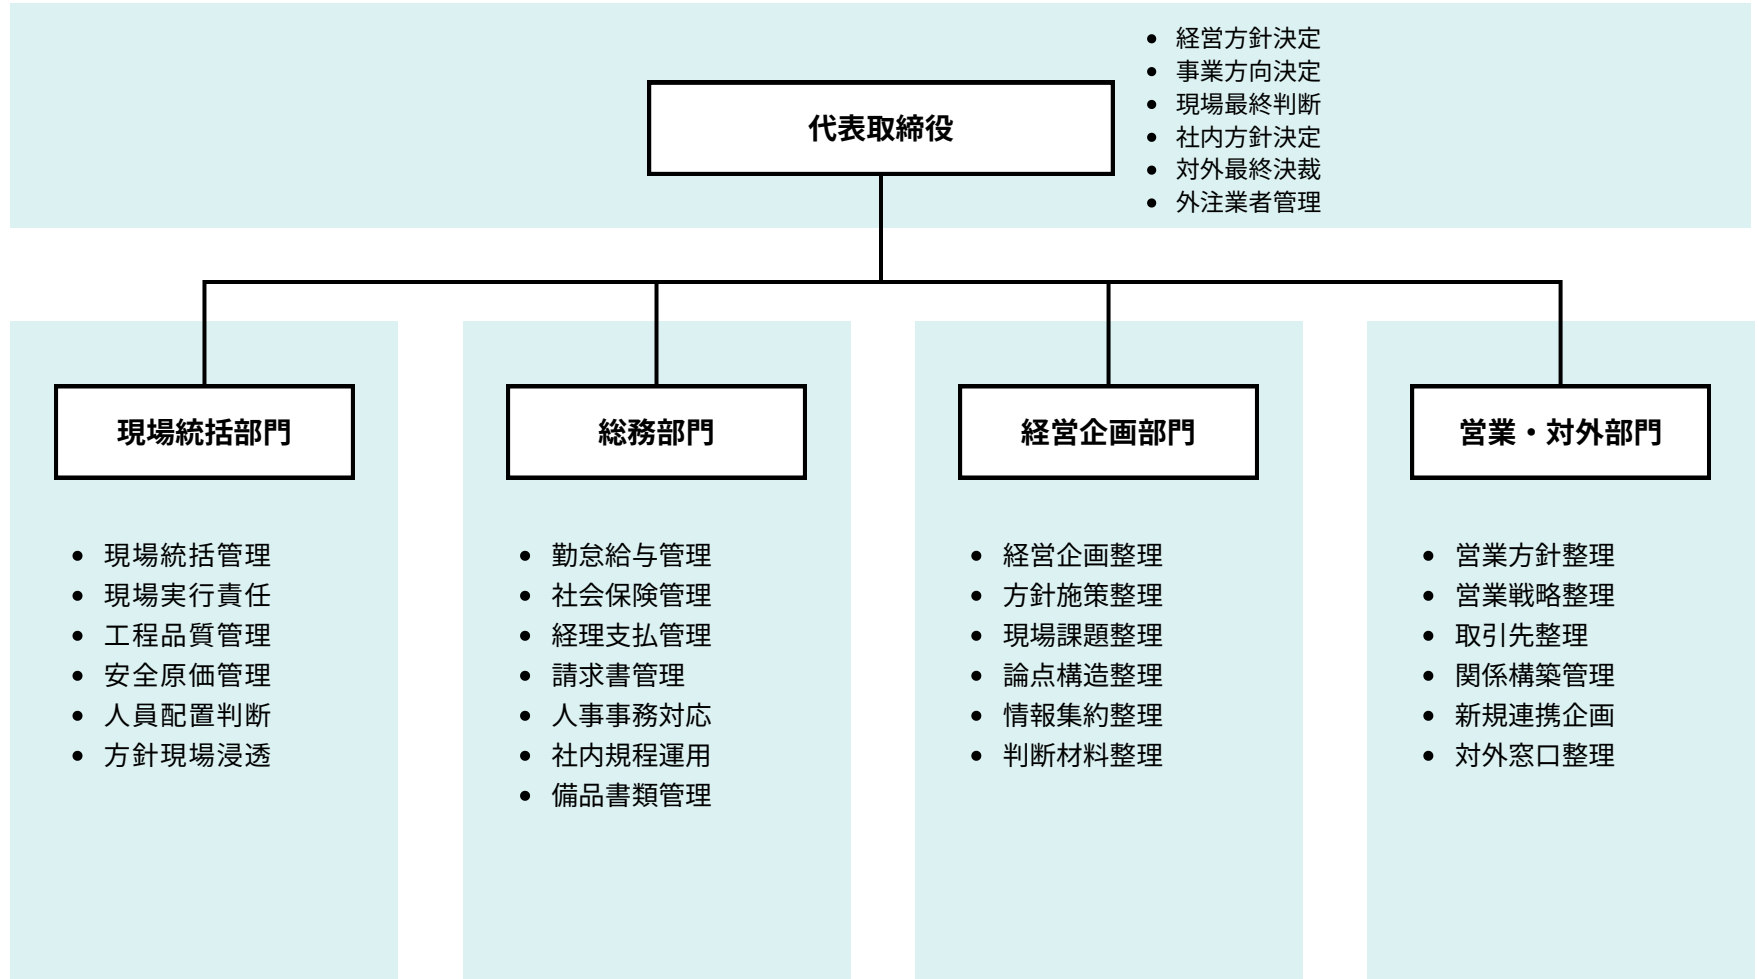 代表取締役
• 経営方針決定
• 事業方向決定
• 現場最終判断
• 社内方針決定
• 対外最終決裁
• 外注業者管理
現場統括部門
• 現場統括管理
• 現場実行責任
• 工程品質管理
• 安全原価管理
• 人員配置判断
• 方針現場浸透
総務部門
• 勤怠給与管理
• 社会保険管理
• 経理支払管理
• 請求書管理
• 人事事務対応
• 社内規程運用
• 備品書類管理
経営企画部門
• 経営企画整理
• 方針施策整理
• 現場課題整理
• 論点構造整理
• 情報集約整理
• 判断材料整理
営業・対外部門
• 営業方針整理
• 営業戦略整理
• 取引先整理
• 関係構築管理
• 新規連携企画
• 対外窓口整理